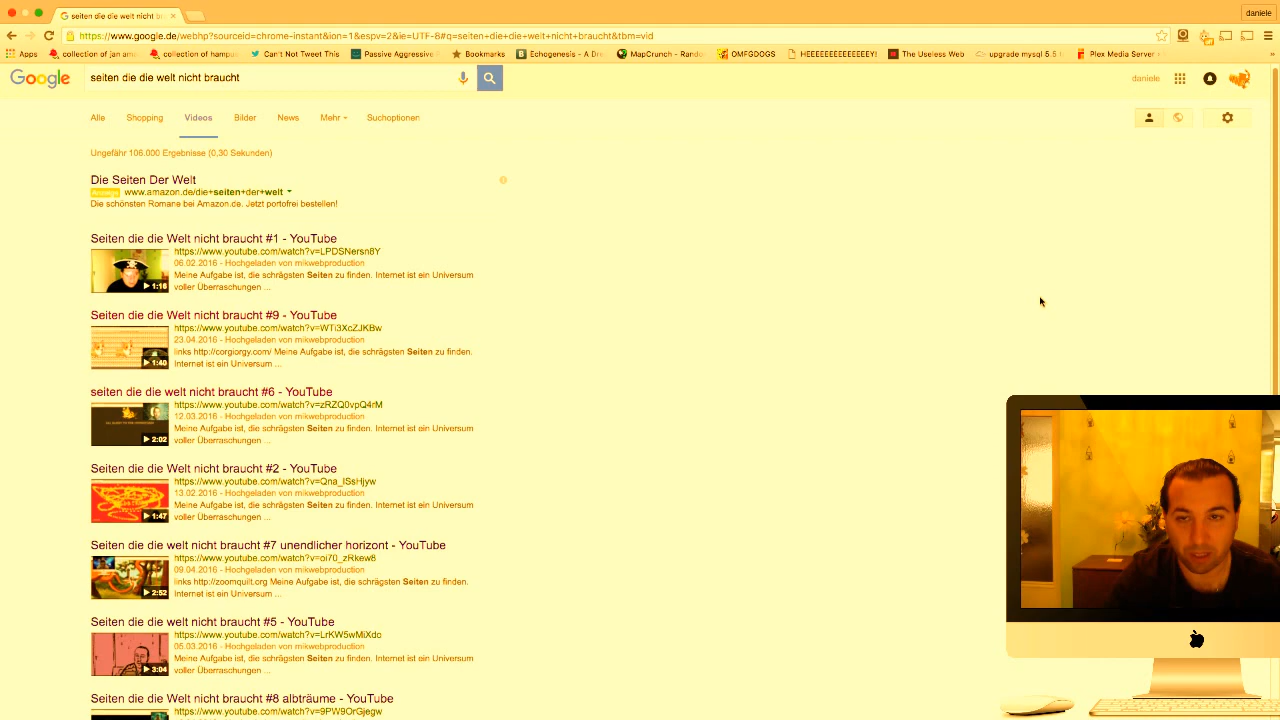 seiten die die welt nicht br
daniele
https://www.google.de/webhp?sourceid=chrome-instant&ion=1&espv=2&ie=UTF-8#q=seiten+die+die+welt+nicht+braucht&tbm=vid
Apps collection of jan amo collection of hampus Can't Not Tweet This Passive Aggressive Bookmarks Echogenesis - A Dre MapCrunch - Rando OMFGDOGS HEEEEEEEEEEEEY! The Useless Web upgrade mysql 5.5 t Plex Media Server »
Google seiten die die welt nicht braucht daniele
Alle Shopping Videos Bilder News Mehr Suchoptionen
Ungefähr 106.000 Ergebnisse (0,30 Sekunden)
Die Seiten Der Welt
Anzeige www.amazon.de/die+seiten+der+welt
Die schönsten Romane bei Amazon.de. Jetzt portofrei bestellen!
Seiten die die Welt nicht braucht #1 - YouTube
https://www.youtube.com/watch?v=LPDSNersn8Y
06.02.2016 - Hochgeladen von mikwebproduction
Meine Aufgabe ist, die schrägsten Seiten zu finden. Internet ist ein Universum
voller Überraschungen ...
1:16
Seiten die die Welt nicht braucht #9 - YouTube
https://www.youtube.com/watch?v=WTi3XcZJKBw
23.04.2016 - Hochgeladen von mikwebproduction
links http://corgiorgy.com/ Meine Aufgabe ist, die schrägsten Seiten zu finden.
Internet ist ein Universum ...
1:40
seiten die die welt nicht braucht #6 - YouTube
https://www.youtube.com/watch?v=zRZQ0vpQ4rM
12.03.2016 - Hochgeladen von mikwebproduction
Meine Aufgabe ist, die schrägsten Seiten zu finden. Internet ist ein Universum
voller Überraschungen ...
2:02
Seiten die die Welt nicht braucht #2 - YouTube
https://www.youtube.com/watch?v=Qna_ISsHjyw
13.02.2016 - Hochgeladen von mikwebproduction
Meine Aufgabe ist, die schrägsten Seiten zu finden. Internet ist ein Universum
voller Überraschungen ...
1:47
Seiten die die welt nicht braucht #7 unendlicher horizont - YouTube
https://www.youtube.com/watch?v=oi70_zRkew8
09.04.2016 - Hochgeladen von mikwebproduction
links http://zoomquilt.org Meine Aufgabe ist, die schrägsten Seiten zu finden.
Internet ist ein Universum ...
2:52
Seiten die die welt nicht braucht #5 - YouTube
https://www.youtube.com/watch?v=LrKW5wMiXdo
05.03.2016 - Hochgeladen von mikwebproduction
Meine Aufgabe ist, die schrägsten Seiten zu finden. Internet ist ein Universum
voller Überraschungen ...
3:04
Seiten die die Welt nicht braucht #8 albträume - YouTube
https://www.youtube.com/watch?v=9PW9OrGjegw